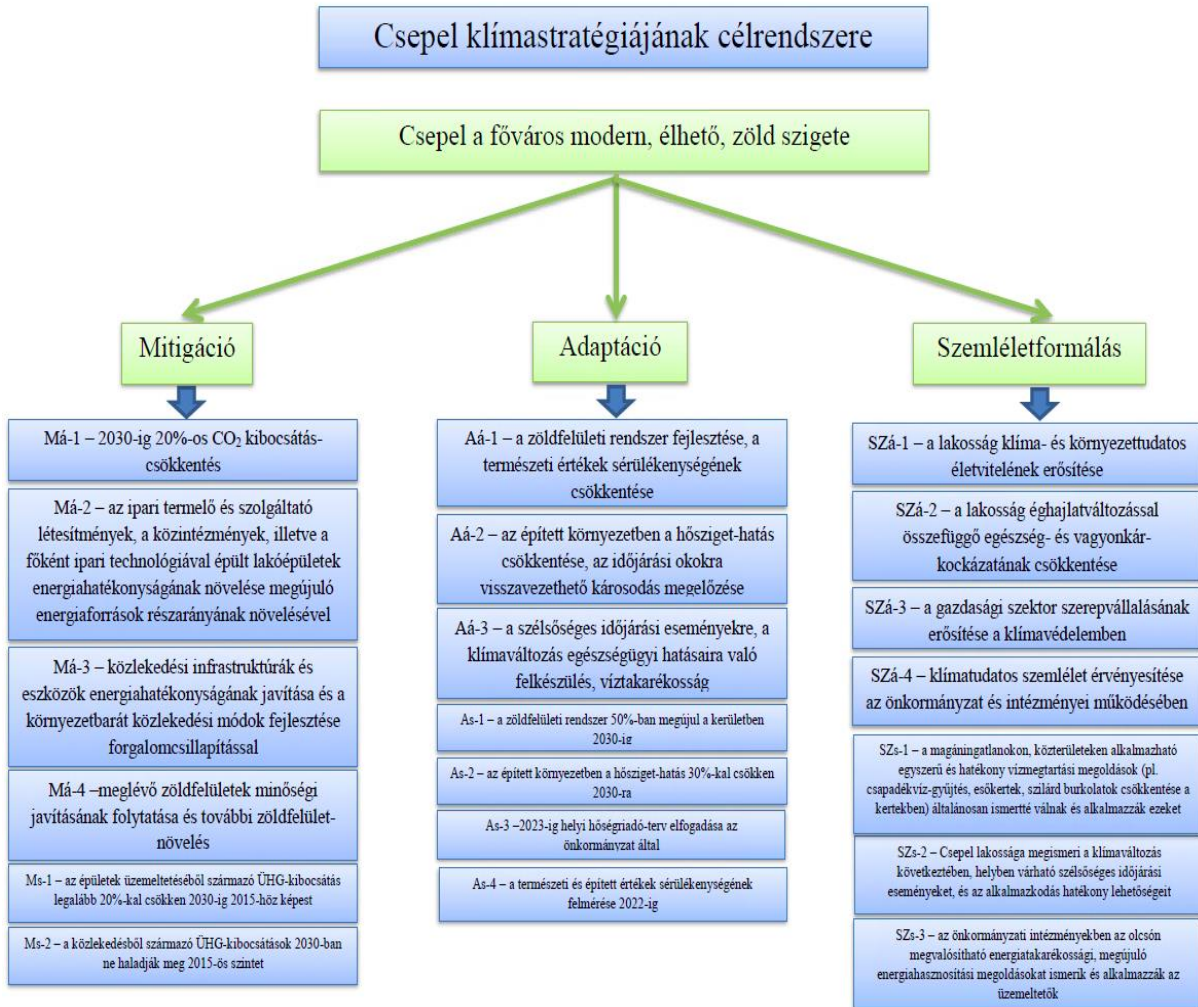 Csepel klímastratégiájának célrendszere
Csepel a főváros modern, élhető, zöld szigete
Mitigáció
Má-1 – 2030-ig 20%-os CO₂ kibocsátás-
csökkentés
Má-2 – az ipari termelő és szolgáltató
létesítmények, a közintézmények, illetve a
főként ipari technológiával épült lakóépületek
energiahatékonyságának növelése megújuló
energiaforrások részarányának növelésével
Má-3 – közlekedési infrastruktúrák és
eszközök energiahatékonyságának javítása és a
környezetbarát közlekedési módok fejlesztése
forgalomcsillapítással
Má-4 –meglévő zöldfelületek minőségi
javításának folytatása és további zöldfelület-
növelés
Ms-1 – az épületek üzemeltetéséből származó ÜHG-kibocsátás
legalább 20%-kal csökken 2030-ig 2015-höz képest
Ms-2 – a közlekedésből származó ÜHG-kibocsátások 2030-ban
ne haladják meg 2015-ös szintet
Adaptáció
Aá-1 – a zöldfelületi rendszer fejlesztése, a
természeti értékek sérülékenységének
csökkentése
Aá-2 – az épített környezetben a hősziget-hatás
csökkentése, az időjárási okokra
visszavezethető károsodás megelőzése
Aá-3 – a szélsőséges időjárási eseményekre, a
klímaváltozás egészségügyi hatásaira való
felkészülés, víztakarékosság
As-1 – a zöldfelületi rendszer 50%-ban megújul a kerületben
2030-ig
As-2 – az épített környezetben a hősziget-hatás 30%-kal csökken
2030-ra
As-3 –2023-ig helyi hőségriadó-terv elfogadása az
önkormányzat által
As-4 – a természeti és épített értékek sérülékenységének
felmérése 2022-ig
Szemléletformálás
SZá-1 – a lakosság klíma- és környezettudatos
életvitelének erősítése
SZá-2 – a lakosság éghajlatváltozással
összefüggő egészség- és vagyonkár-
kockázatának csökkentése
SZá-3 – a gazdasági szektor szerepvállalásának
erősítése a klímavédelemben
SZá-4 – klímatudatos szemlélet érvényesítése
az önkormányzat és intézményei működésében
SZs-1 – a magáningatlanokon, közterületeken alkalmazható
egyszerű és hatékony vízmegtartási megoldások (pl.
csapadékvíz-gyűjtés, esőkertek, szilárd burkolatok csökkentése a
kertekben) általánosan ismertté válnak és alkalmazzák ezeket
SZs-2 – Csepel lakossága megismeri a klímaváltozás
következtében, helyben várható szélsőséges időjárási
eseményeket, és az alkalmazkodás hatékony lehetőségeit
SZs-3 – az önkormányzati intézményekben az olcsón
megvalósítható energiatakarékossági, megújuló
energiahasznosítási megoldásokat ismerik és alkalmazzák az
üzemeltetők